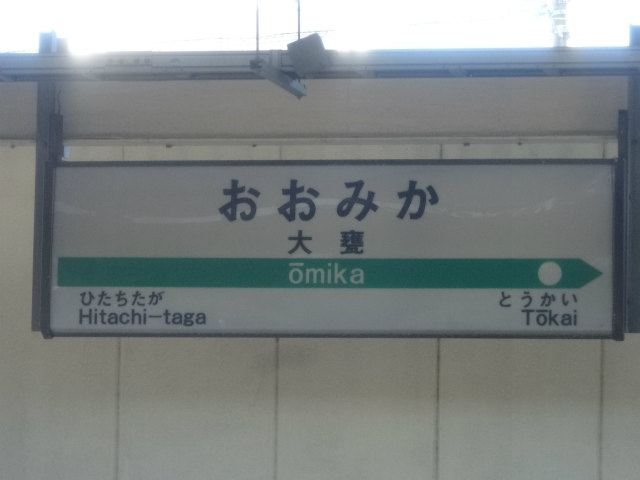 おおみか
大甕
ōmika
ひたちたが
Hitachi-taga
とうかい
Tōkai